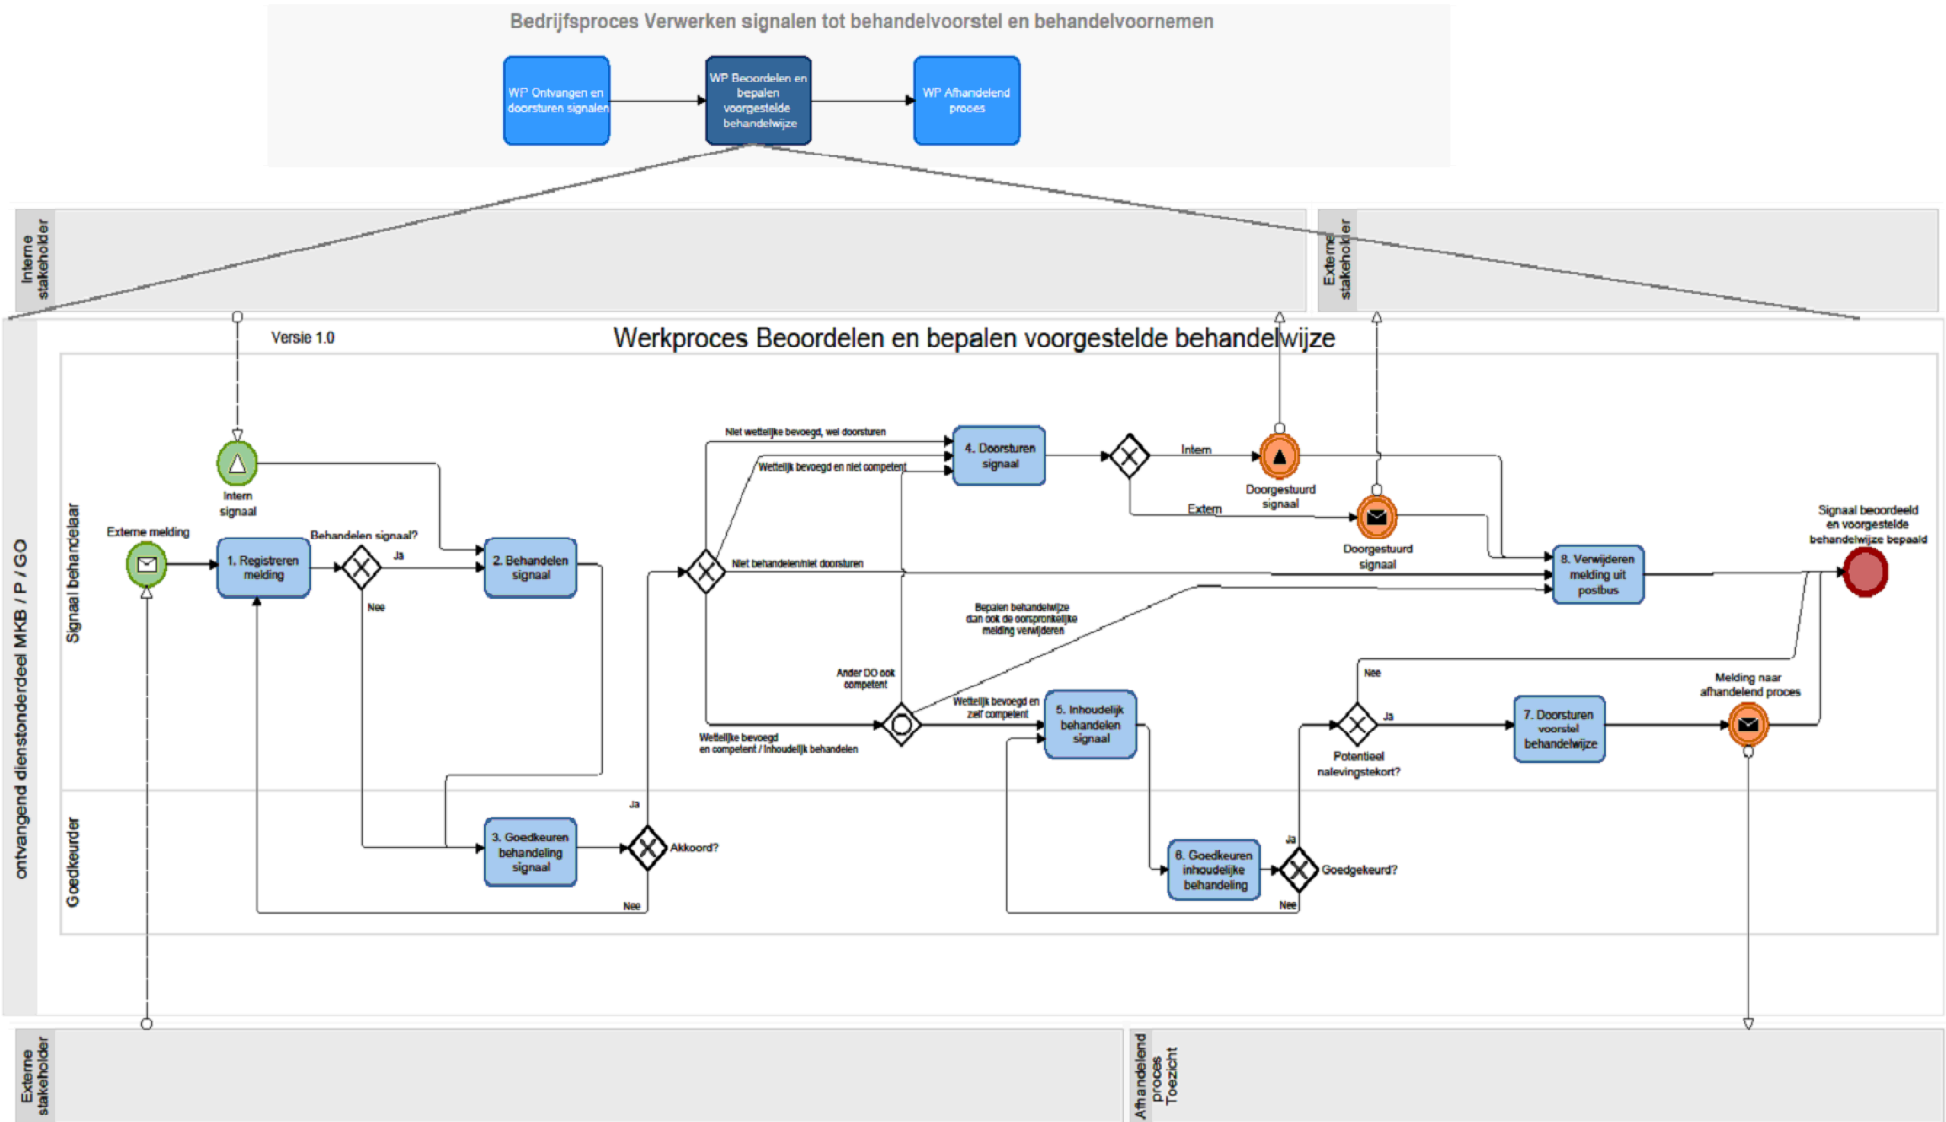 Bedrijfsproces Verwerken signalen tot behandelvoorstel en behandelvoornemen
WP Ontvangen en
doorsturen signalen
WP Beoordelen en
bepalen
voorgestelde
behandelwijze
WP Afhandelend
proces
Interne
stakeholder
Externe
stakeholder
Versie 1.0
Werkproces Beoordelen en bepalen voorgestelde behandelwijze
ontvangend dienstonderdeel MKB / P / GO
Signaal behandelaar
Goedkeurder
Intern
signaal
Externe melding
1. Registreren
melding
Behandelen signaal?
Ja
Nee
2. Behandelen
signaal
3. Goedkeuren
behandeling
signaal
Akkoord?
Ja
Nee
Niet wettelijke bevoegd, wel doorsturen
Wettelijk bevoegd en niet competent
Niet behandelen/niet doorsturen
Wettelijke bevoegd
en competent / Inhoudelijk behandelen
4. Doorsturen
signaal
Intern
Extern
Doorgestuurd
signaal
Doorgestuurd
signaal
Bepalen behandelwijze
dan ook de oorspronkelijke
melding verwijderen
Ander DO ook
competent
Wettelijk bevoegd en
zelf competent
5. Inhoudelijk
behandelen
signaal
6. Goedkeuren
inhoudelijke
behandeling
Goedgekeurd?
Ja
Nee
Potentieel
nalevingstekort?
Nee
Ja
7. Doorsturen
voorstel
behandelwijze
Melding naar
afhandelend proces
8. Verwijderen
melding uit
postbus
Signaal beoordeeld
en voorgestelde
behandelwijze bepaald
Externe
stakeholder
Afhandelend
proces
Toezicht